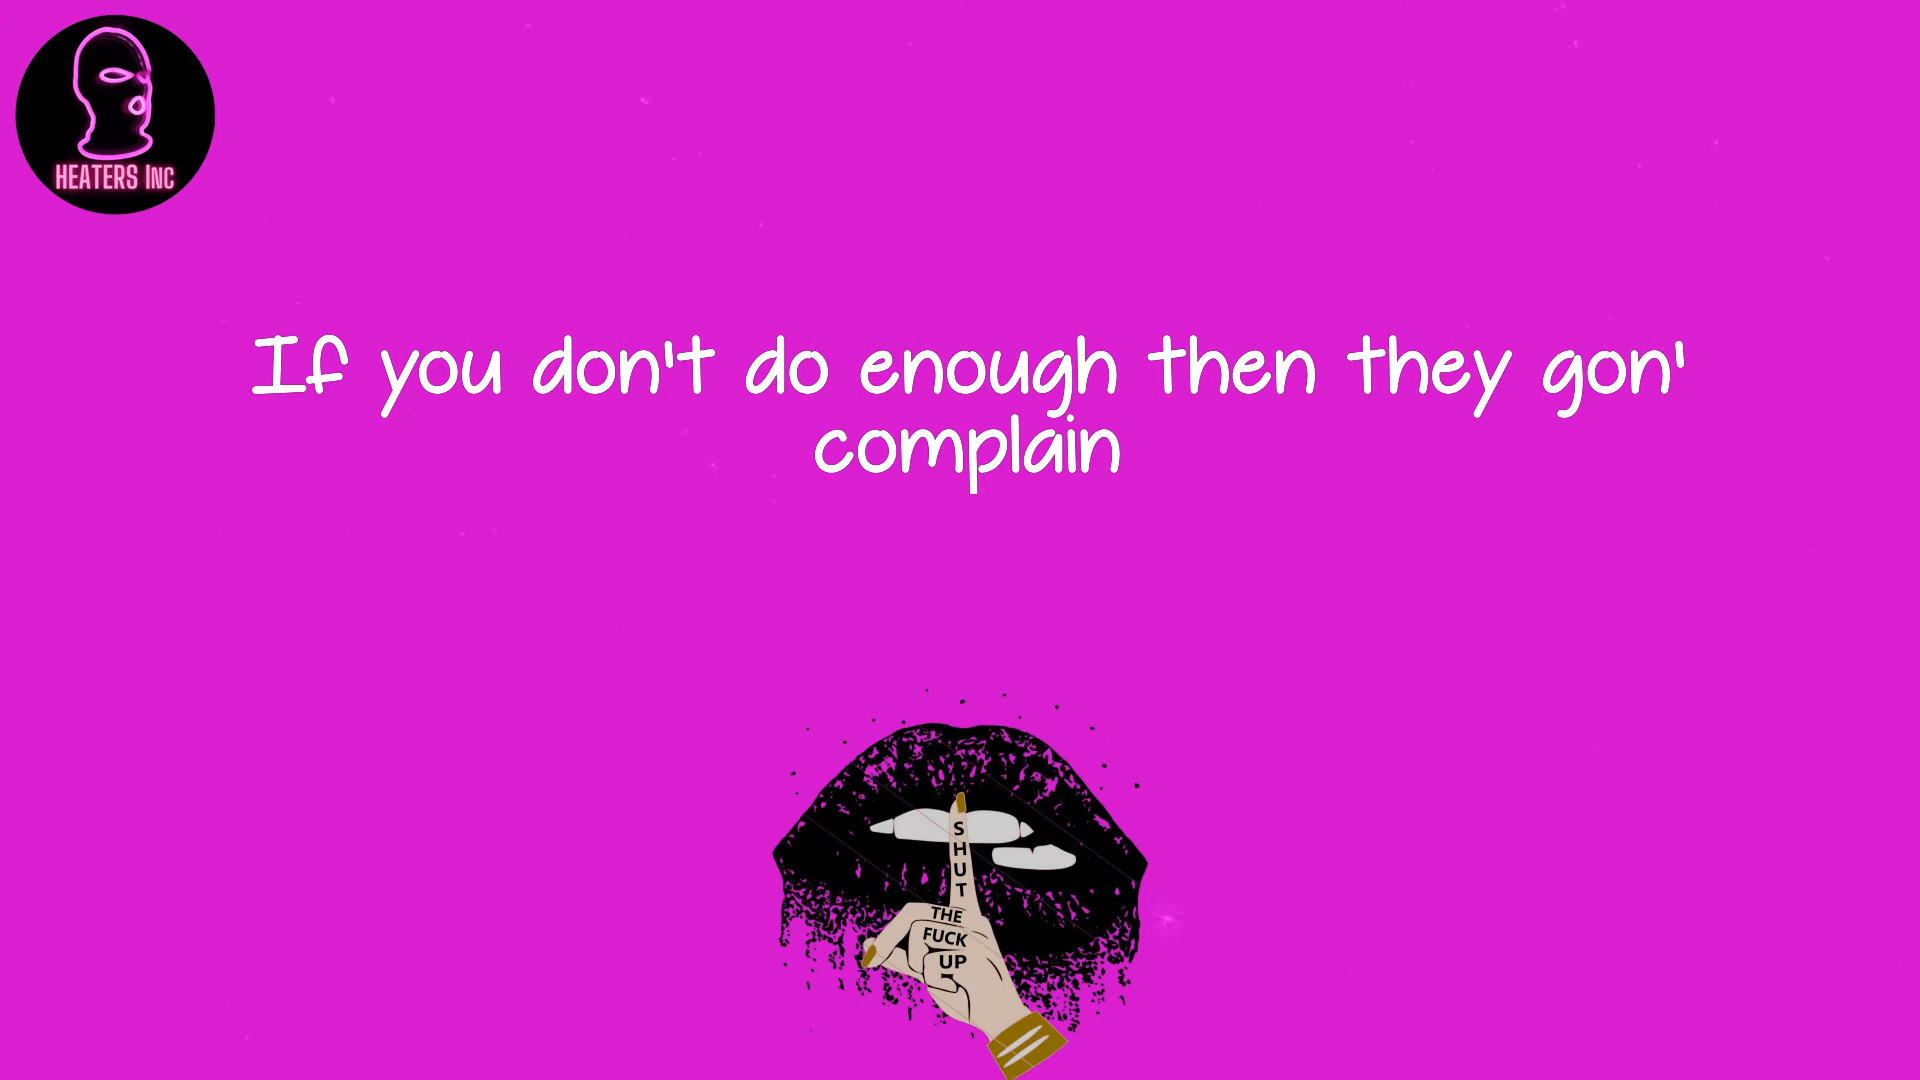 HEATERS INC
If you don't do enough then they gon'
complain
S
H
U
T
THE
FUCK
UP